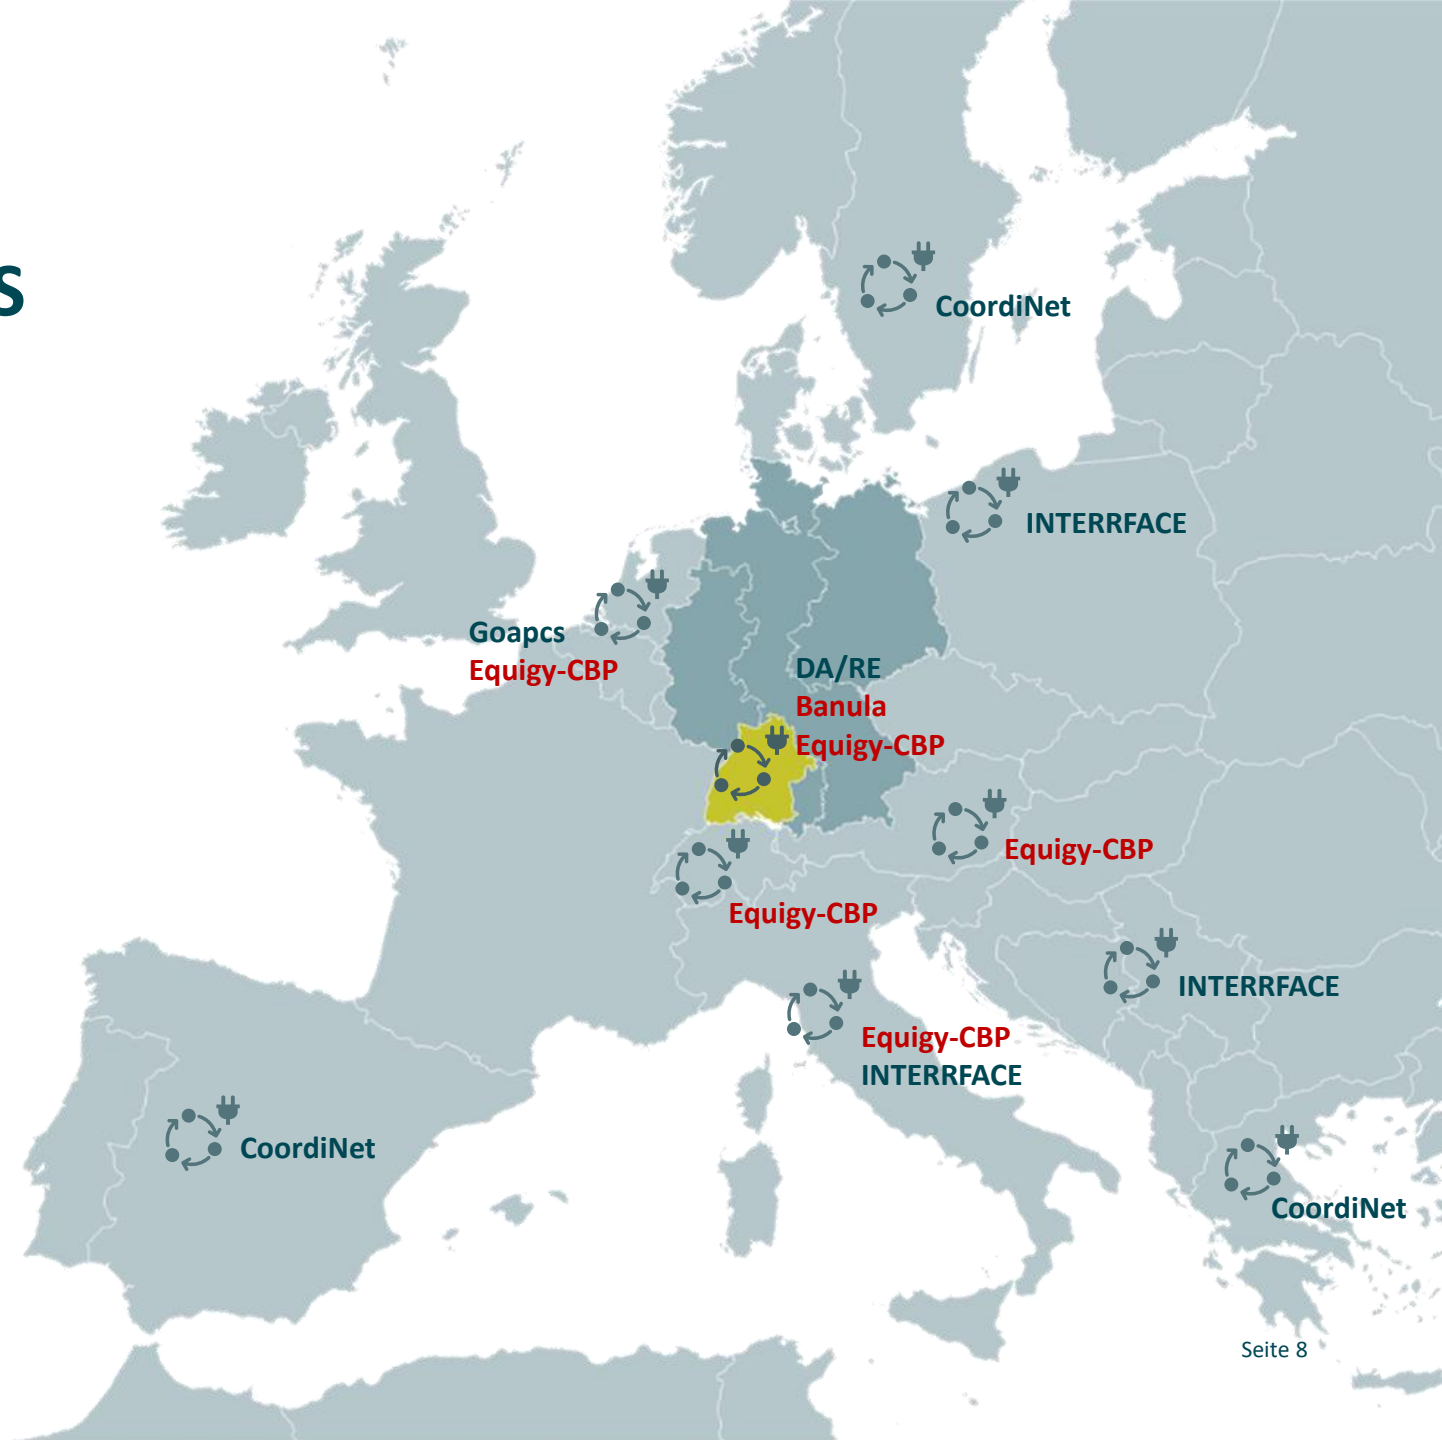 S
CoordiNet
INTERRFACE
Goapcs
Equigy-CBP
DA/RE
Banula
Equigy-CBP
Equigy-CBP
Equigy-CBP
INTERRFACE
Equigy-CBP
INTERRFACE
CoordiNet
CoordiNet
Seite 8